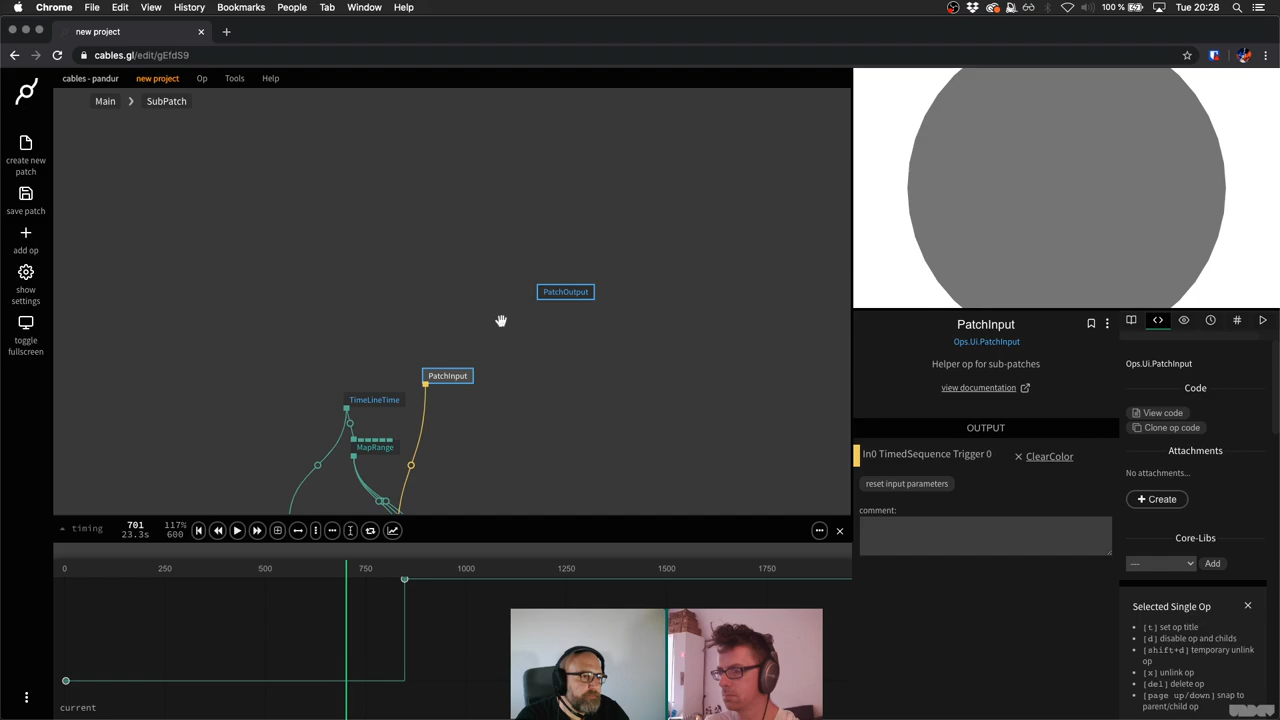 Chrome File Edit View History Bookmarks People Tab Window Help 100 % Tue 20:28
new project
cables.gl/edit/gEfdS9
cables - pandur new project Op Tools Help
Main SubPatch
create new
patch
save patch
add op
show
settings
toggle
fullscreen
PatchOutput
PatchInput
TimeLineTime
MapRange
PatchInput
Ops.Ui.PatchInput
Helper op for sub-patches
view documentation
OUTPUT
In0 TimedSequence Trigger 0 ClearColor
reset input parameters
comment:
Ops.Ui.PatchInput
Code
View code
Clone op code
Attachments
No attachments...
Create
Core-Libs
--- Add
Selected Single Op
[t] set op title
[d] disable op and childs
[shift+d] temporary unlink
op
[x] unlink op
[del] delete op
[page up/down] snap to
parent/child op
timing 701 117%
23.3s 600
0 250 500 750 1000 1250 1500 1750
current